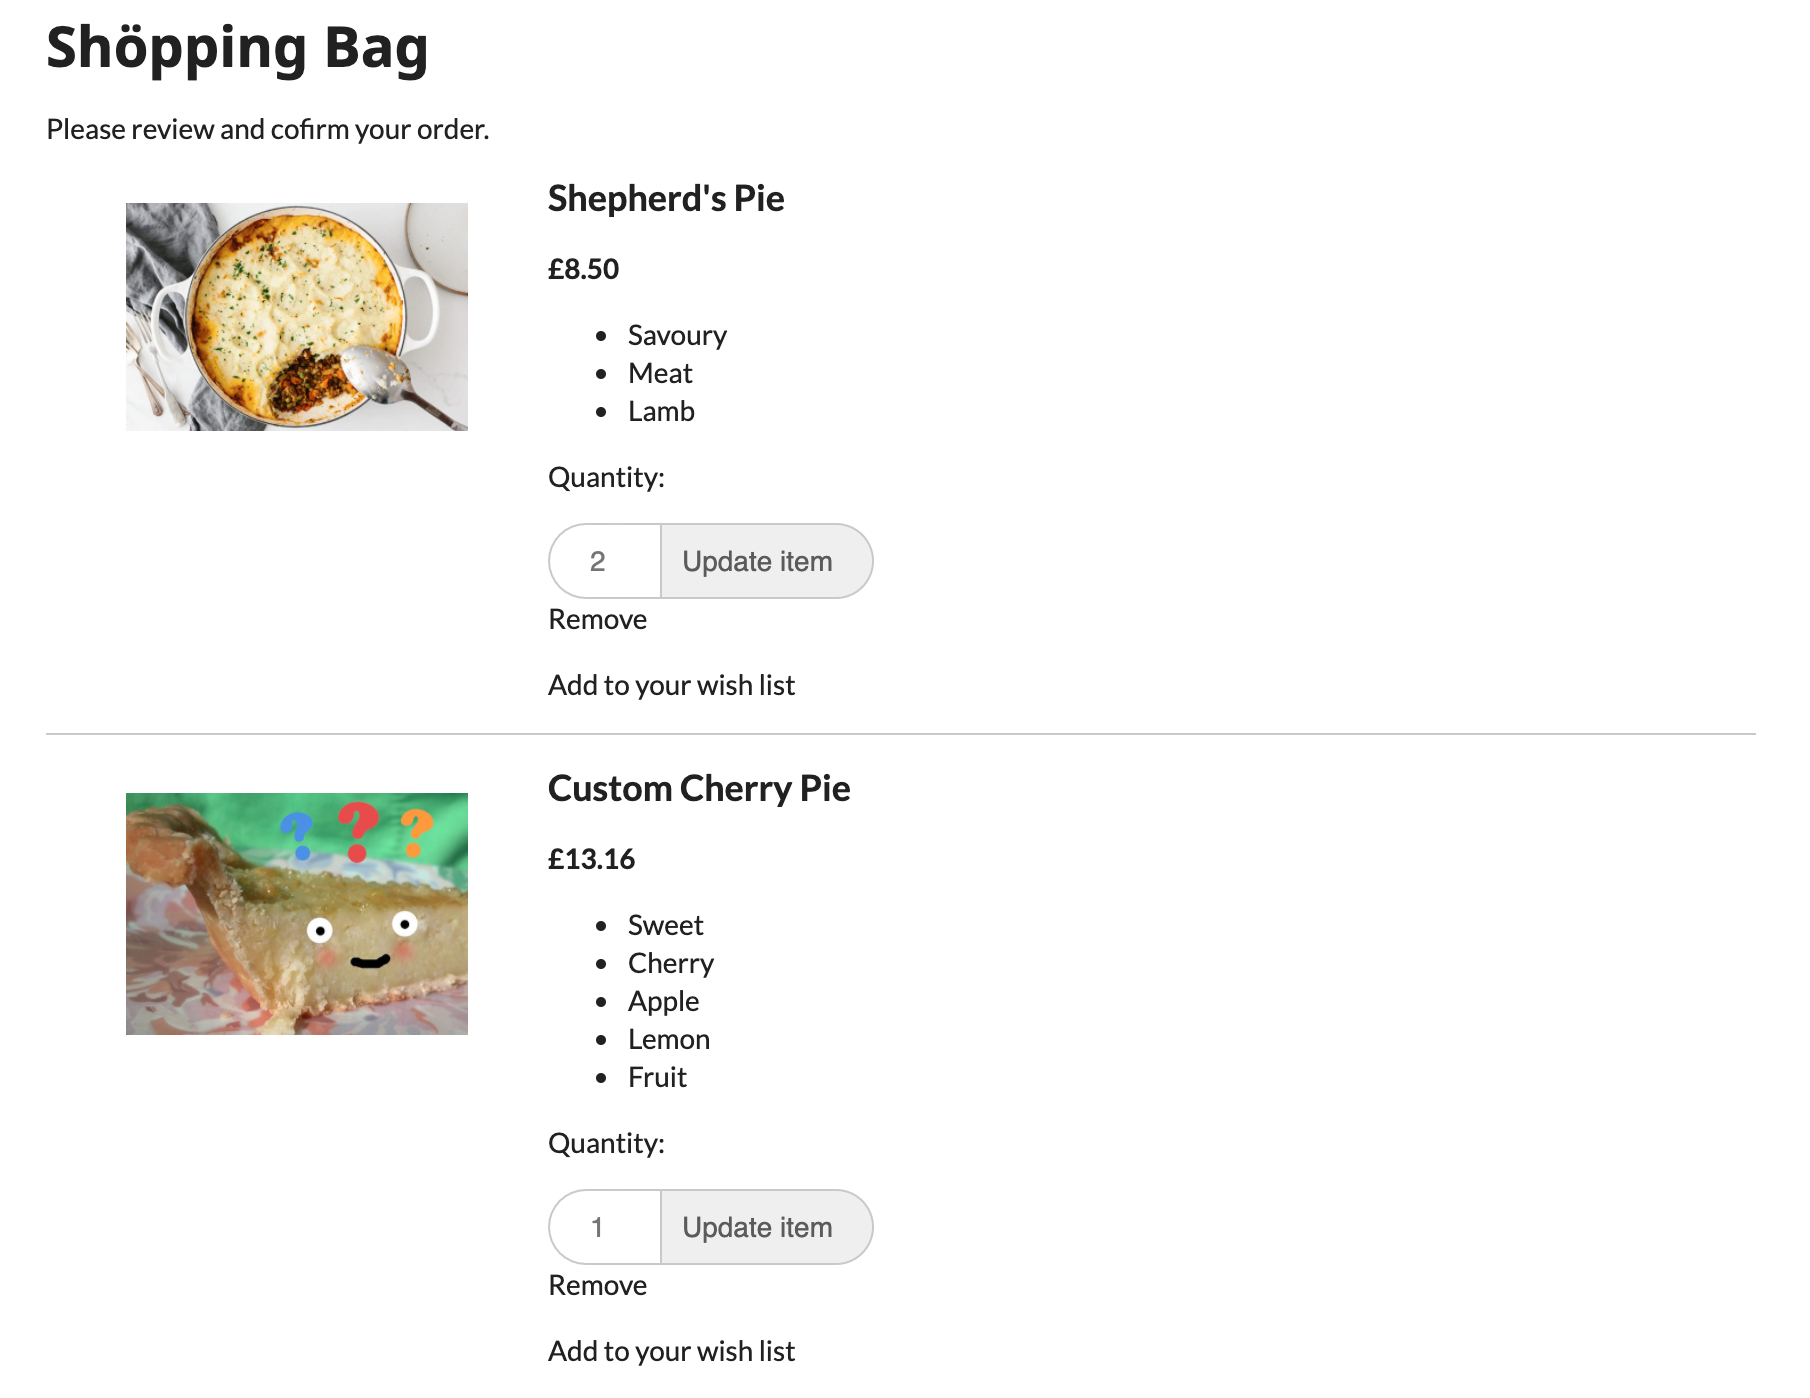 Shöpping Bag
Please review and cofirm your order.
Shepherd's Pie
£8.50
Savoury
Meat
Lamb
Quantity:
2 Update item
Remove
Add to your wish list
? ? ?
Custom Cherry Pie
£13.16
Sweet
Cherry
Apple
Lemon
Fruit
Quantity:
1 Update item
Remove
Add to your wish list